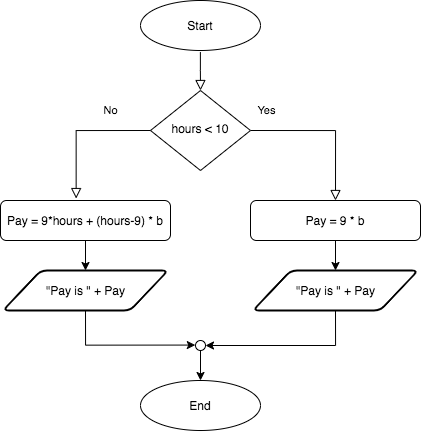 Start
No
Yes
hours < 10
Pay = 9*hours + (hours-9) * b
Pay = 9 * b
"Pay is " + Pay
"Pay is " + Pay
End